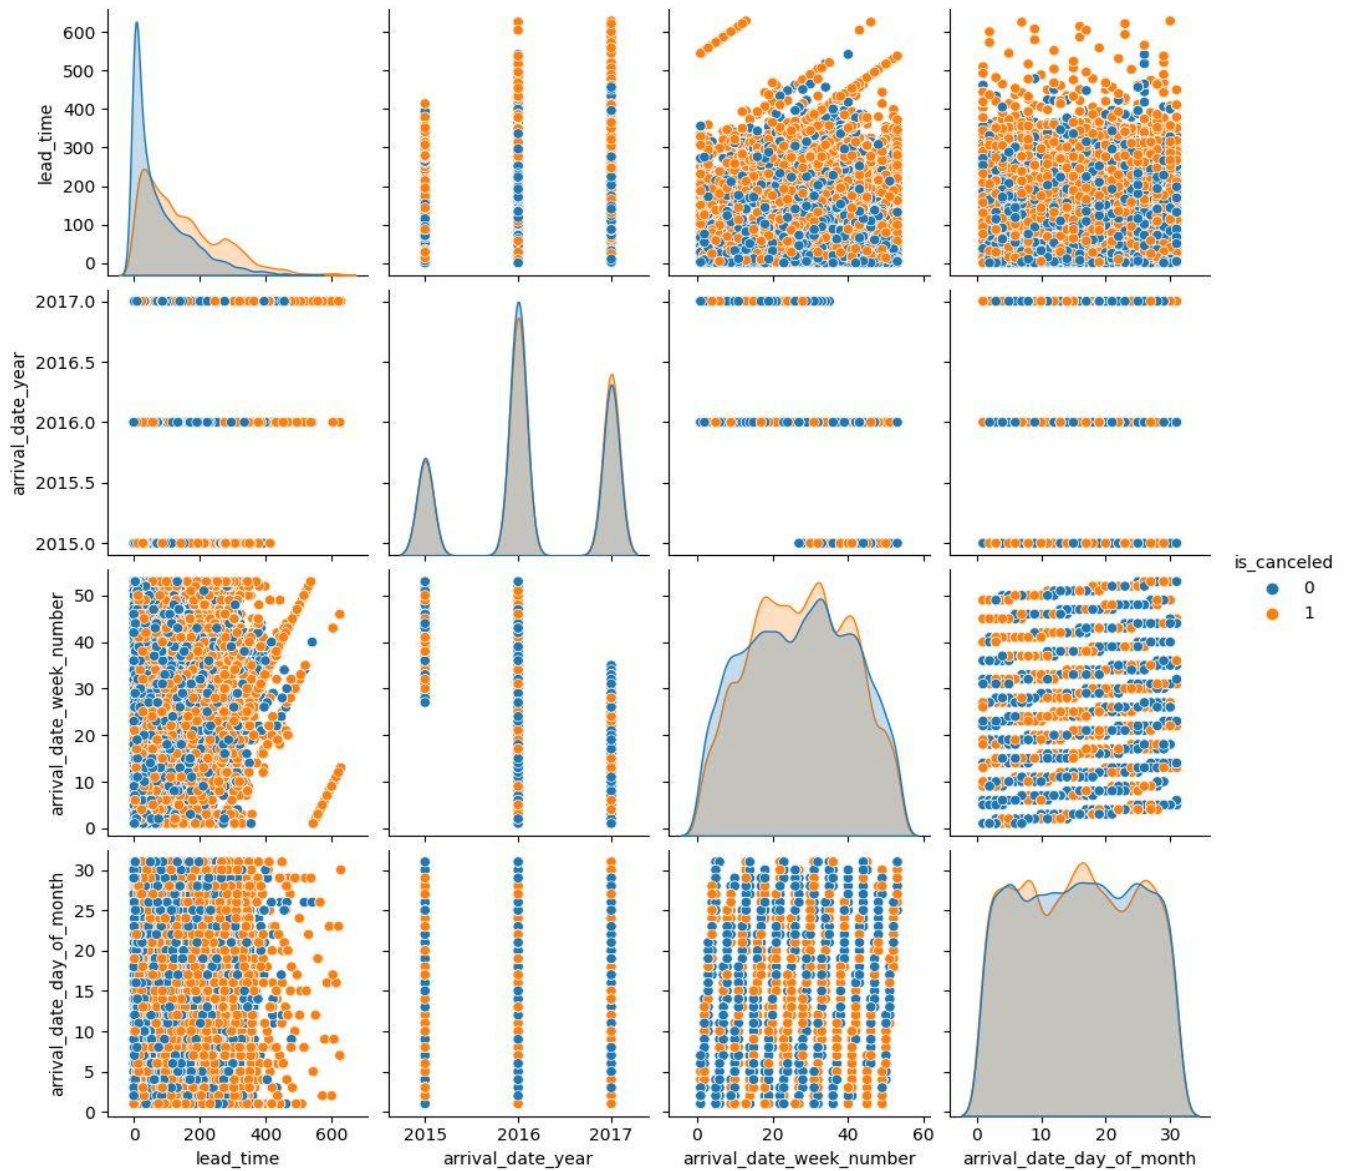 600
500
400
300
200
100
0
lead_time
2017.0
2016.5
2016.0
2015.5
2015.0
arrival_date_year
50
40
30
20
10
0
arrival_date_week_number
30
25
20
15
10
5
0
arrival_date_day_of_month
0 200 400 600
lead_time
2015 2016 2017
arrival_date_year
0 20 40 60
arrival_date_week_number
0 10 20 30
arrival_date_day_of_month
is_canceled
0
1